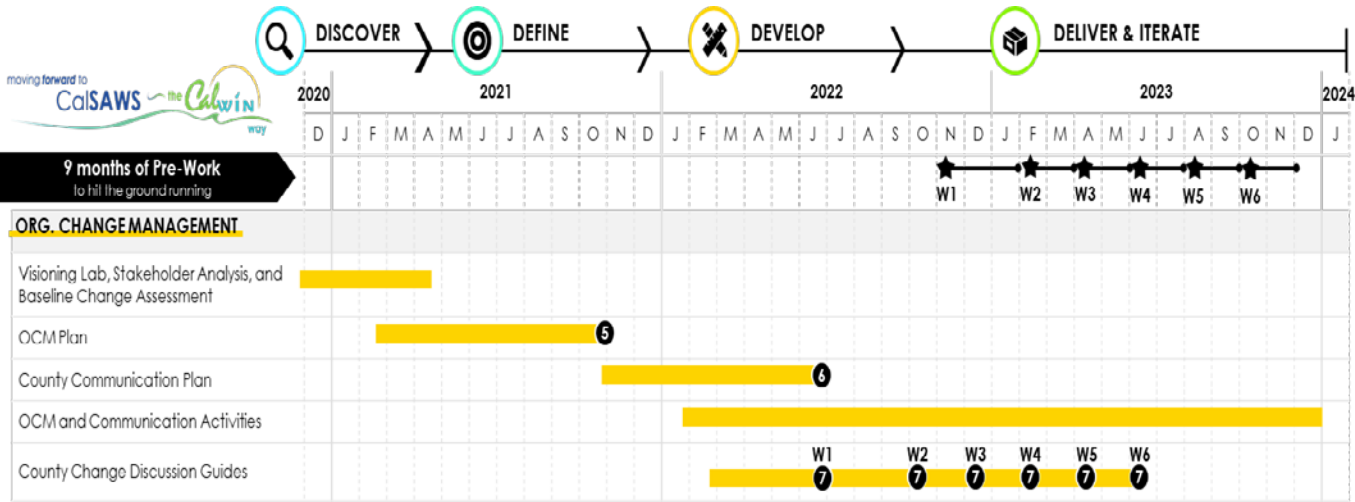 DISCOVER DEFINE DEVELOP DELIVER & ITERATE
moving forward to
CalSAWS the CalWIN
way
2020 2021 2022 2023 2024
D J F M A M J J A S O N D J F M A M J J A S O N D J F M A M J J A S O N D J
9 months of Pre-Work
to hit the ground running
W1 W2 W3 W4 W5 W6
ORG. CHANGE MANAGEMENT
Visioning Lab, Stakeholder Analysis, and
Baseline Change Assessment
OCM Plan 5
County Communication Plan 6
OCM and Communication Activities
W1 W2 W3 W4 W5 W6
County Change Discussion Guides 7 7 7 7 7 7